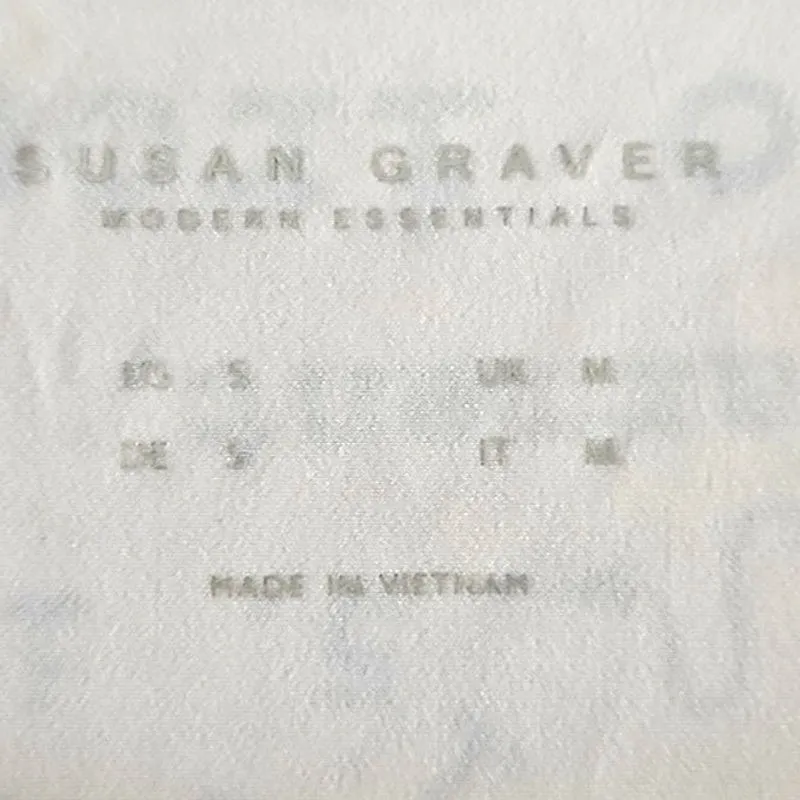 SUSAN GRAVER
MODERN ESSENTIALS
US S UK M
DE S IT M
MADE IN VIETNAM